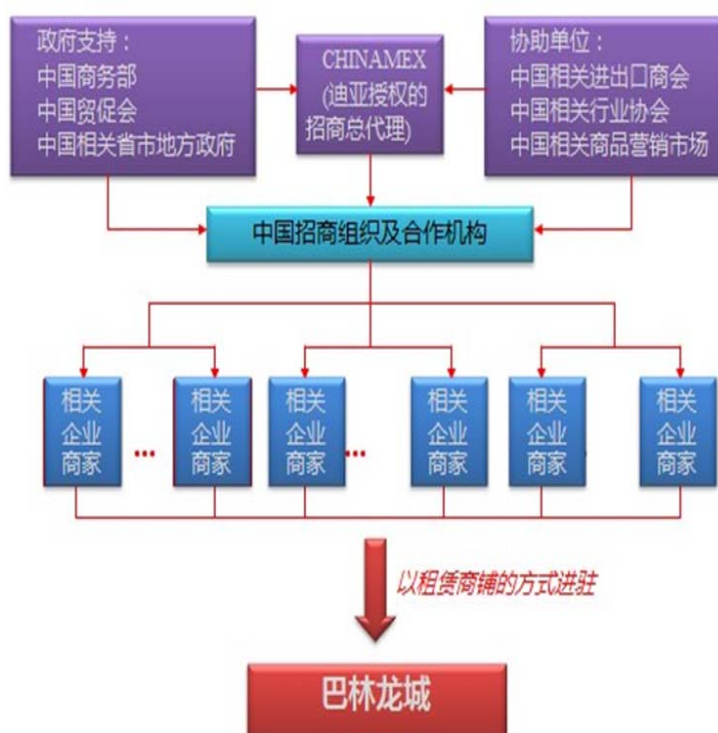 政府支持：
中国商务部
中国贸促会
中国相关省市地方政府
CHINAMEX
(迪亚授权的
招商总代理)
协助单位：
中国相关进出口商会
中国相关行业协会
中国相关商品营销市场
中国招商组织及合作机构
相关
企业
商家
...
相关
企业
商家
相关
企业
商家
...
相关
企业
商家
相关
企业
商家
相关
企业
商家
以租赁商铺的方式进驻
巴林龙城